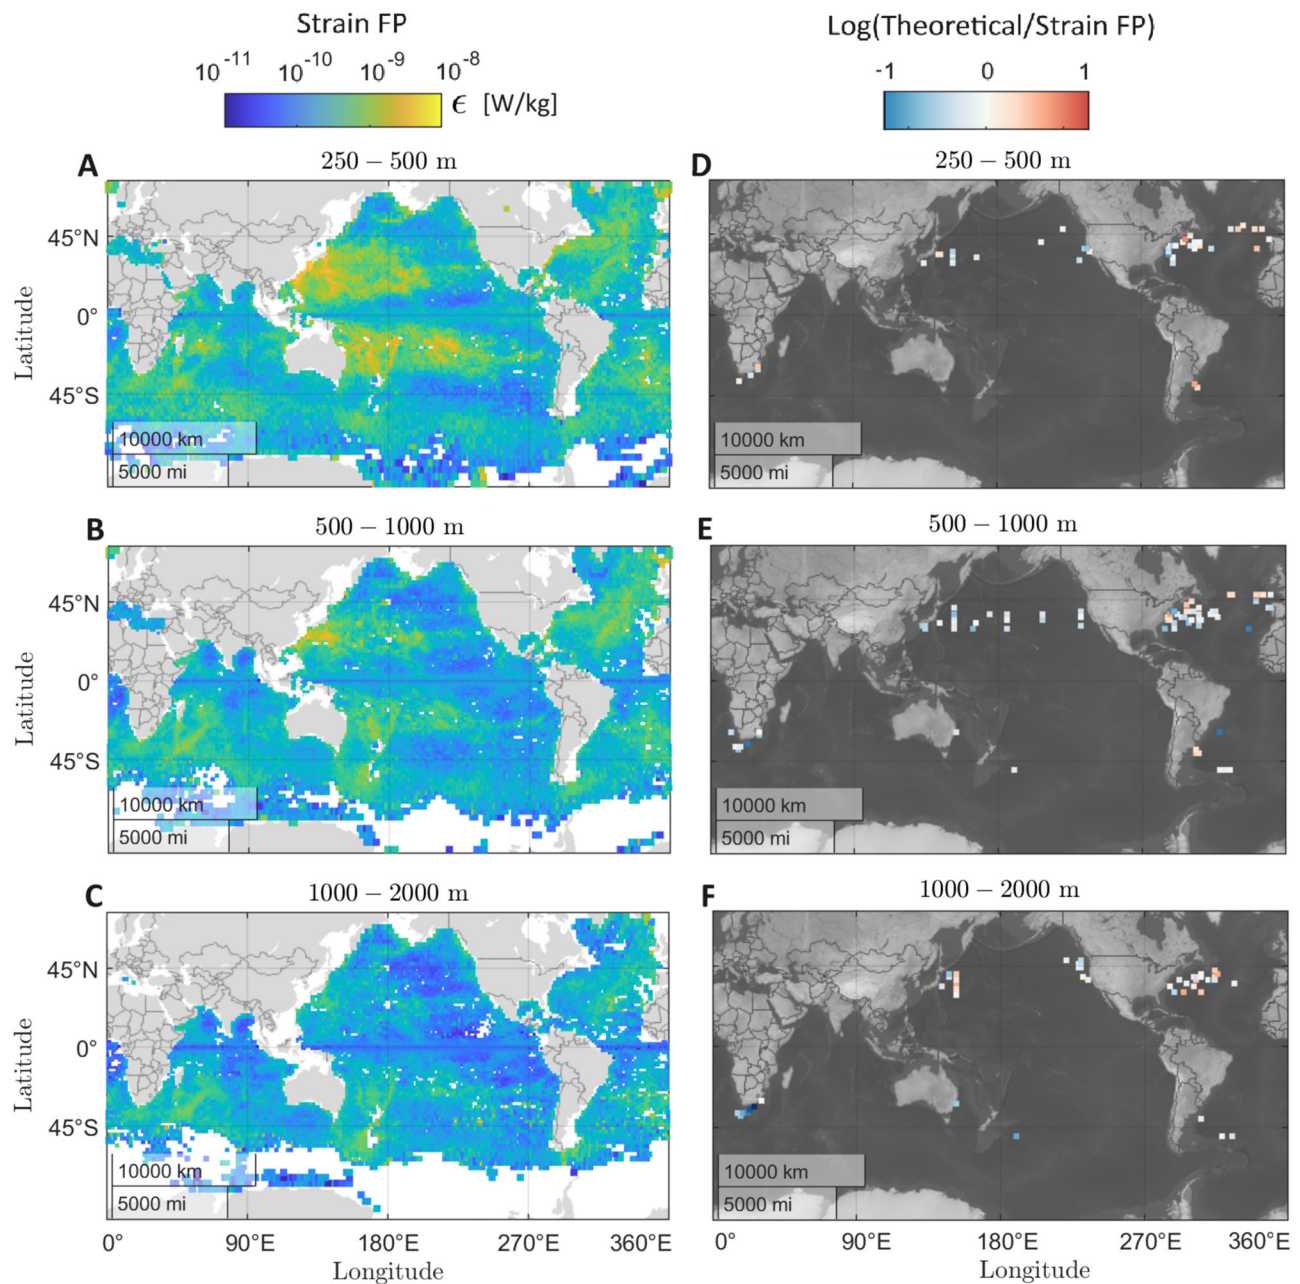 Strain FP
10⁻¹¹ 10⁻¹⁰ 10⁻⁹ 10⁻⁸
ϵ [W/kg]
Log(Theoretical/Strain FP)
-1 0 1
A
250 – 500 m
45°N
0°
45°S
Latitude
10000 km
5000 mi
D
250 – 500 m
10000 km
5000 mi
B
500 – 1000 m
45°N
0°
45°S
Latitude
10000 km
5000 mi
E
500 – 1000 m
10000 km
5000 mi
C
1000 – 2000 m
45°N
0°
45°S
Latitude
10000 km
5000 mi
0° 90°E 180°E 270°E 360°E
Longitude
F
1000 – 2000 m
10000 km
5000 mi
0° 90°E 180°E 270°E 360°E
Longitude